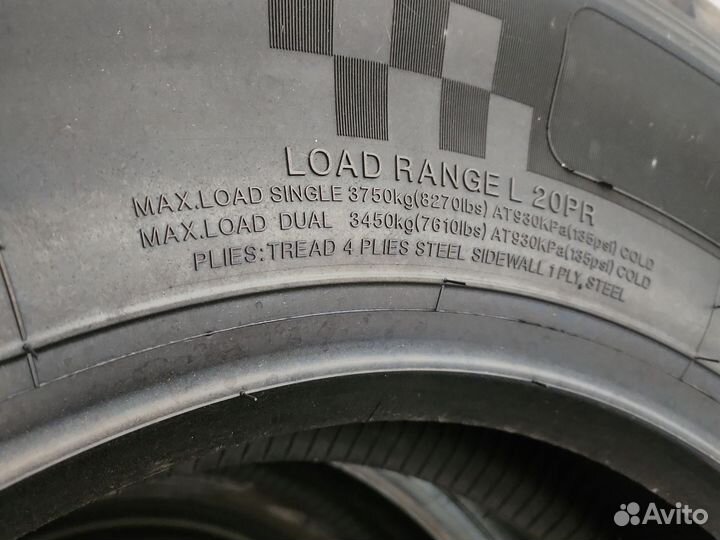 LOAD RANGE L 20PR
MAX.LOAD SINGLE 3750kg(8270lbs) AT930KPa(135psi) COLD
MAX.LOAD DUAL 3450kg(7610lbs) AT930KPa(135psi) COLD
PLIES:TREAD 4 PLIES STEEL SIDEWALL 1 PLY, STEEL
Avito